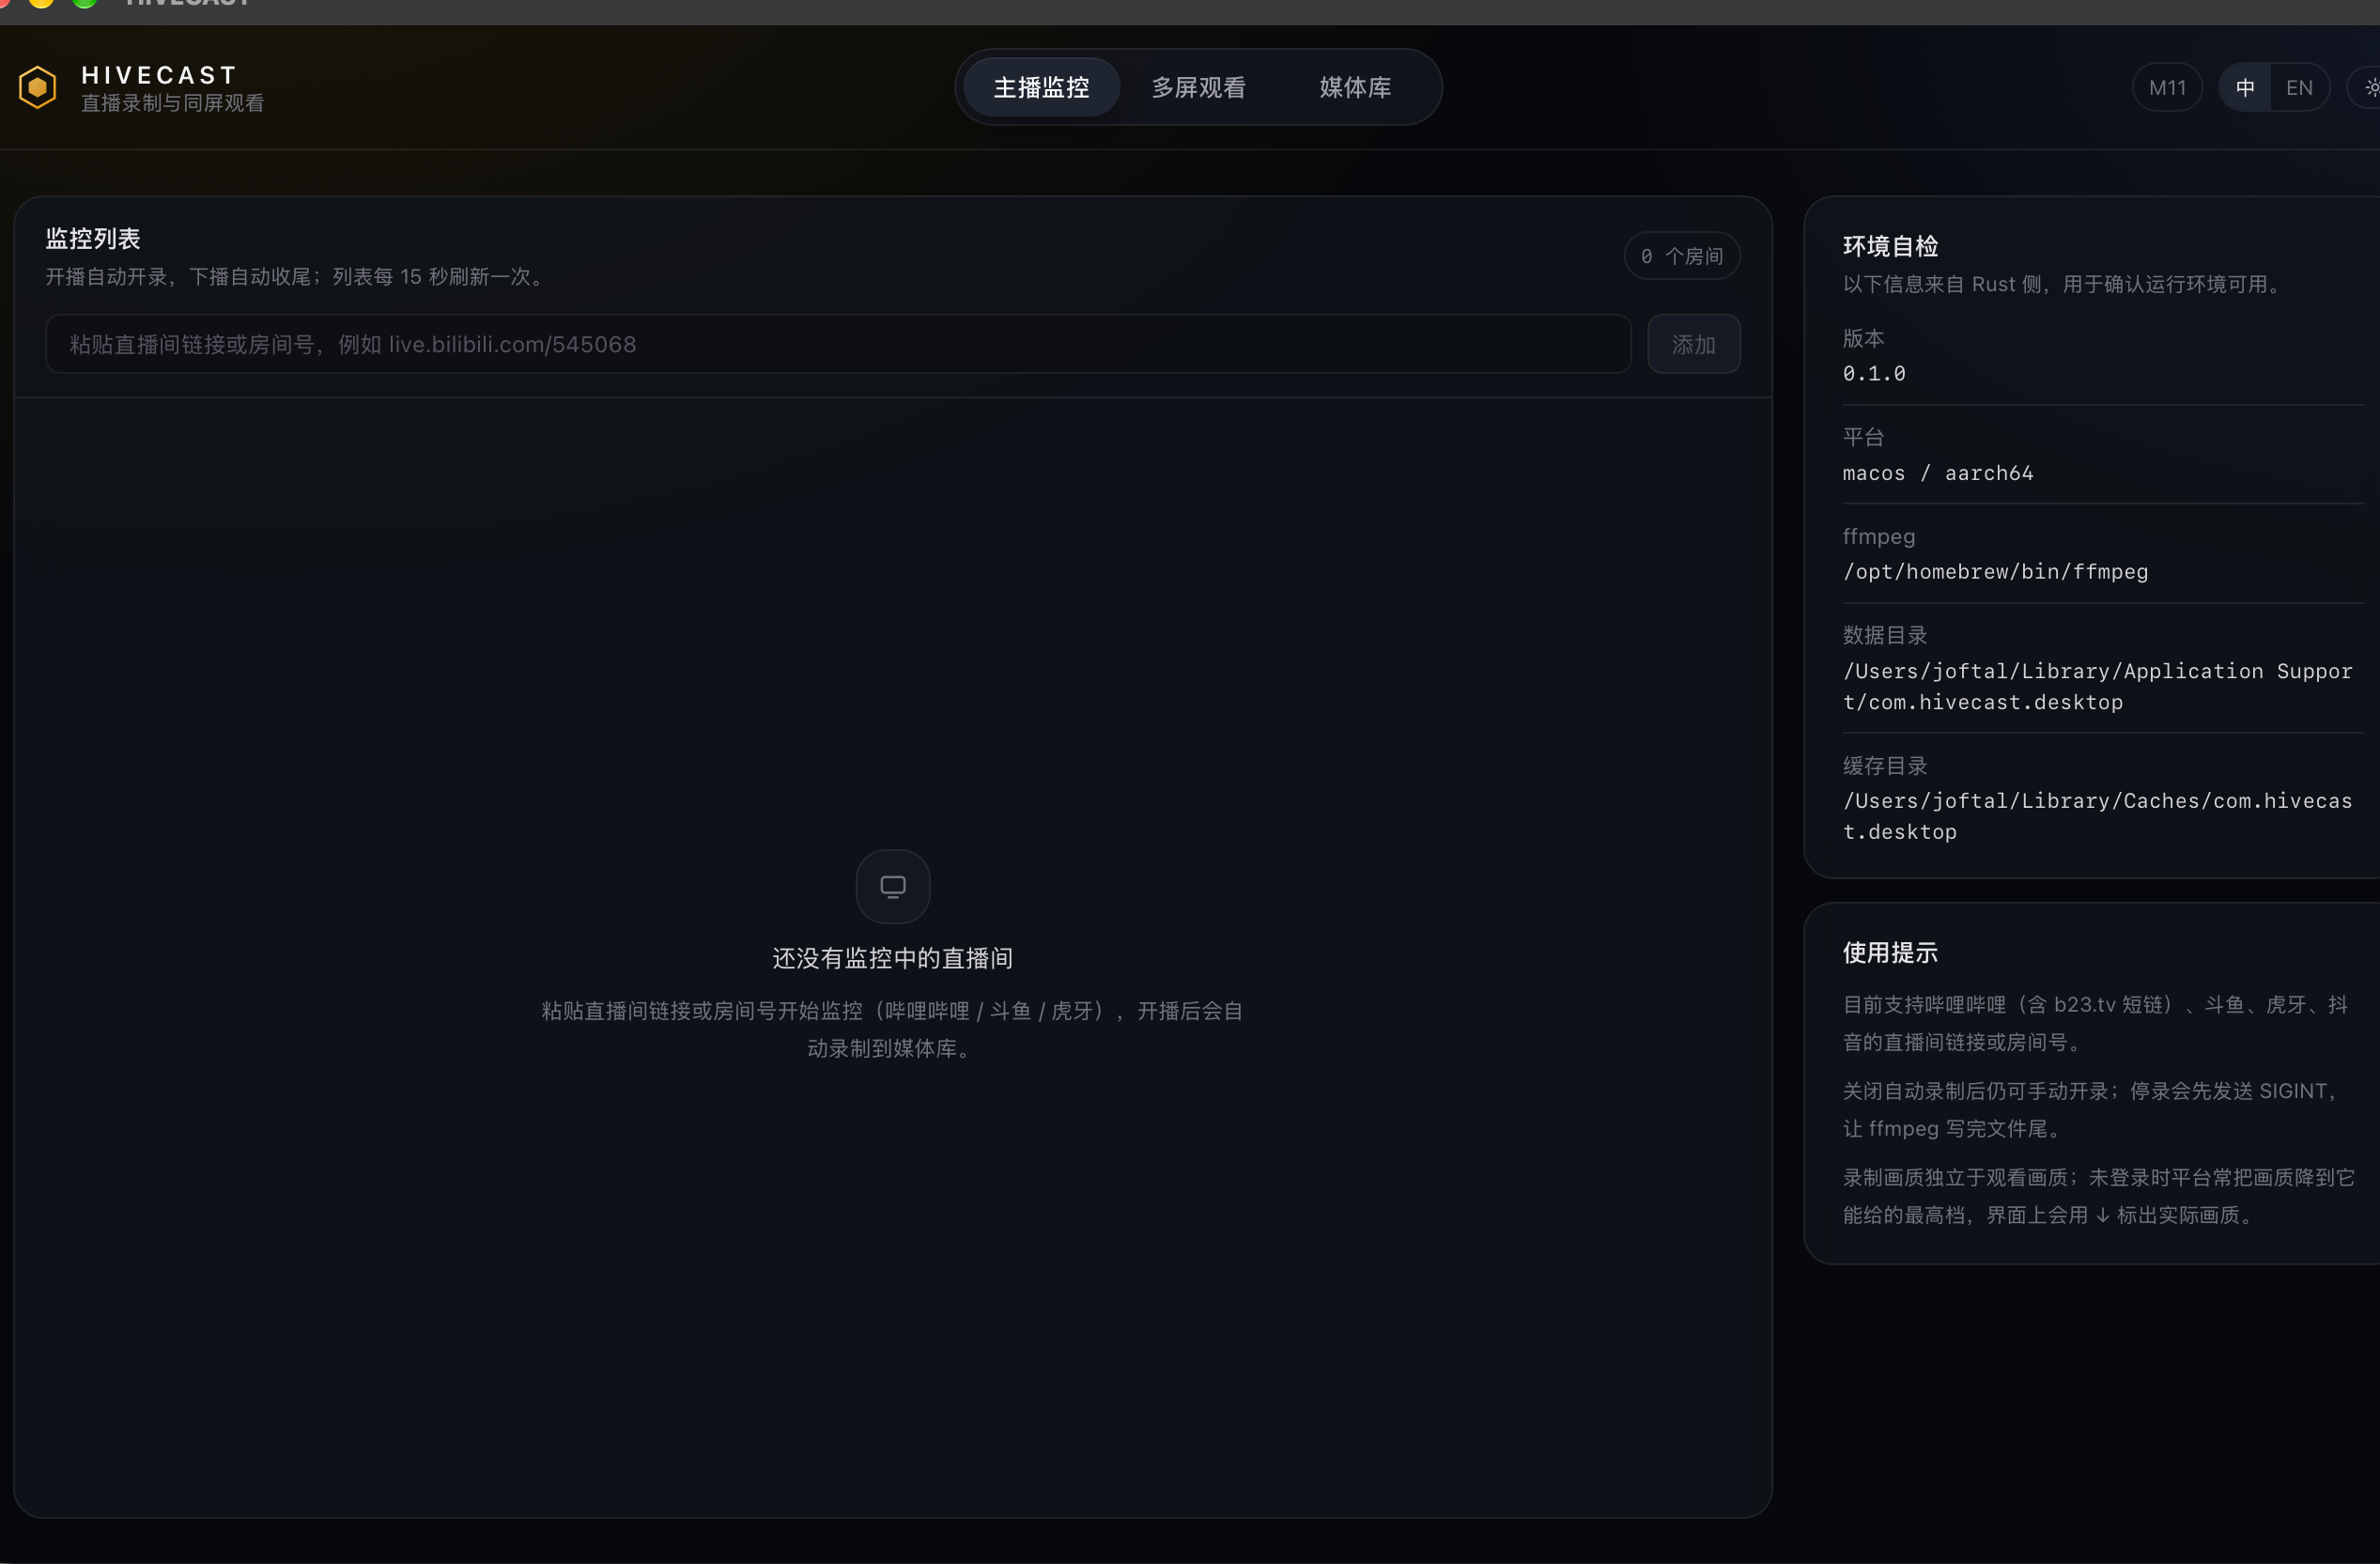 HIVECAST
HIVECAST
直播录制与同屏观看
主播监控
多屏观看
媒体库
M11
中
EN
监控列表
开播自动开录，下播自动收尾；列表每 15 秒刷新一次。
0 个房间
粘贴直播间链接或房间号，例如 live.bilibili.com/545068
添加
还没有监控中的直播间
粘贴直播间链接或房间号开始监控（哔哩哔哩 / 斗鱼 / 虎牙），开播后会自
动录制到媒体库。
环境自检
以下信息来自 Rust 侧，用于确认运行环境可用。
版本
0.1.0
平台
macos / aarch64
ffmpeg
/opt/homebrew/bin/ffmpeg
数据目录
/Users/joftal/Library/Application Suppor
t/com.hivecast.desktop
缓存目录
/Users/joftal/Library/Caches/com.hivecas
t.desktop
使用提示
目前支持哔哩哔哩（含 b23.tv 短链）、斗鱼、虎牙、抖
音的直播间链接或房间号。
关闭自动录制后仍可手动开录；停录会先发送 SIGINT，
让 ffmpeg 写完文件尾。
录制画质独立于观看画质；未登录时平台常把画质降到它
能给的最高档，界面上会用 ↓ 标出实际画质。